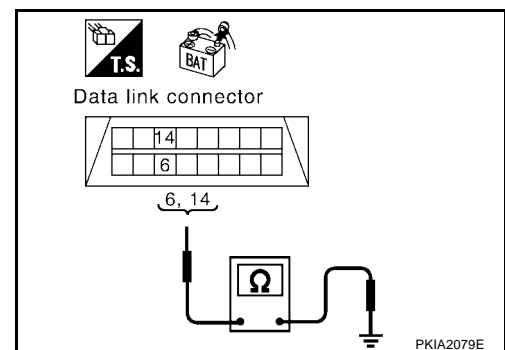 T.S.
BAT
Data link connector
14
6
6, 14
Ω
PKIA2079E